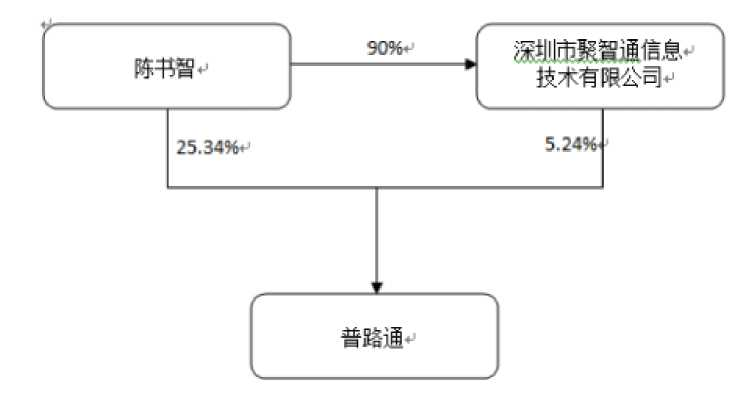 陈书智
90%
深圳市聚智通信息
技术有限公司
25.34%
5.24%
普路通